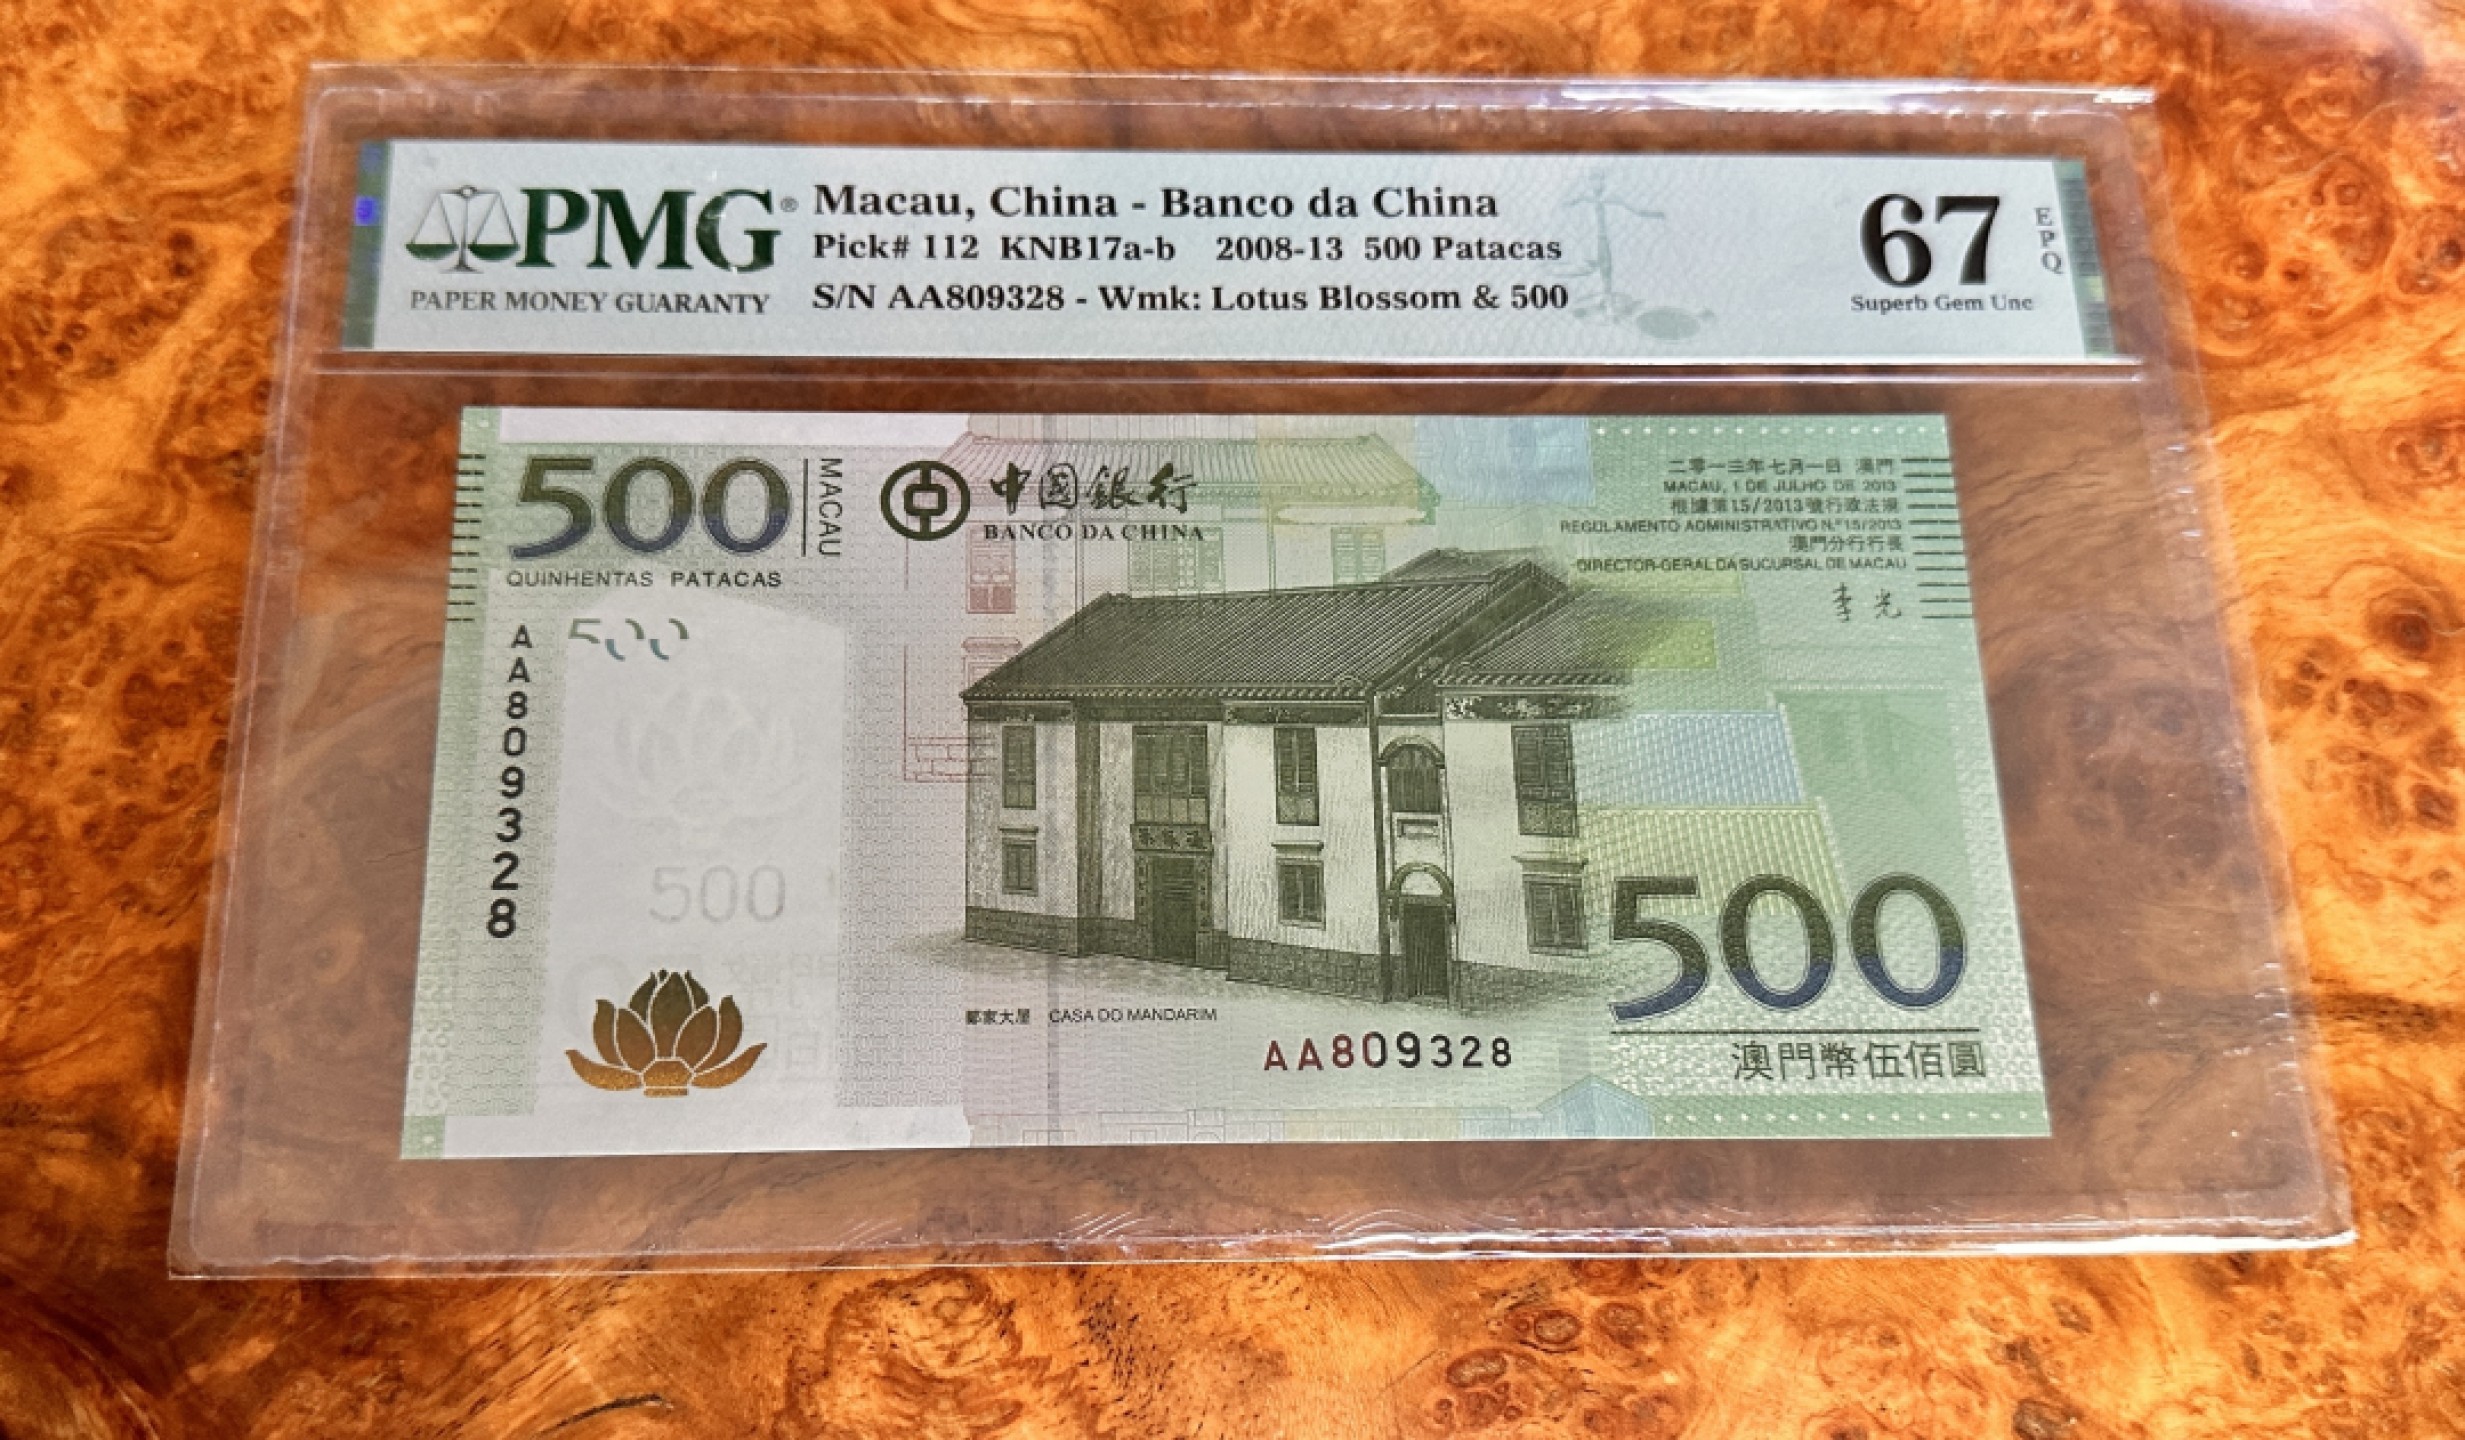 PMG®
PAPER MONEY GUARANTY
Macau, China - Banco da China
Pick# 112 KNB17a-b 2008-13 500 Patacas
S/N AA809328 - Wmk: Lotus Blossom & 500
67
EPQ
Superb Gem Unc
500
MACAU
QUINHENTAS PATACAS
中國銀行
BANCO DA CHINA
二零一三年七月一日 澳門
MACAU, 1 DE JULHO DE 2013
根據第15/2013號行政法規
REGULAMENTO ADMINISTRATIVO N.º 15/2013
澳門分行行長
DIRECTOR-GERAL DA SUCURSAL DE MACAU
AA809328
500
鄭家大屋 CASA DO MANDARIM
AA809328
500
澳門幣伍佰圓